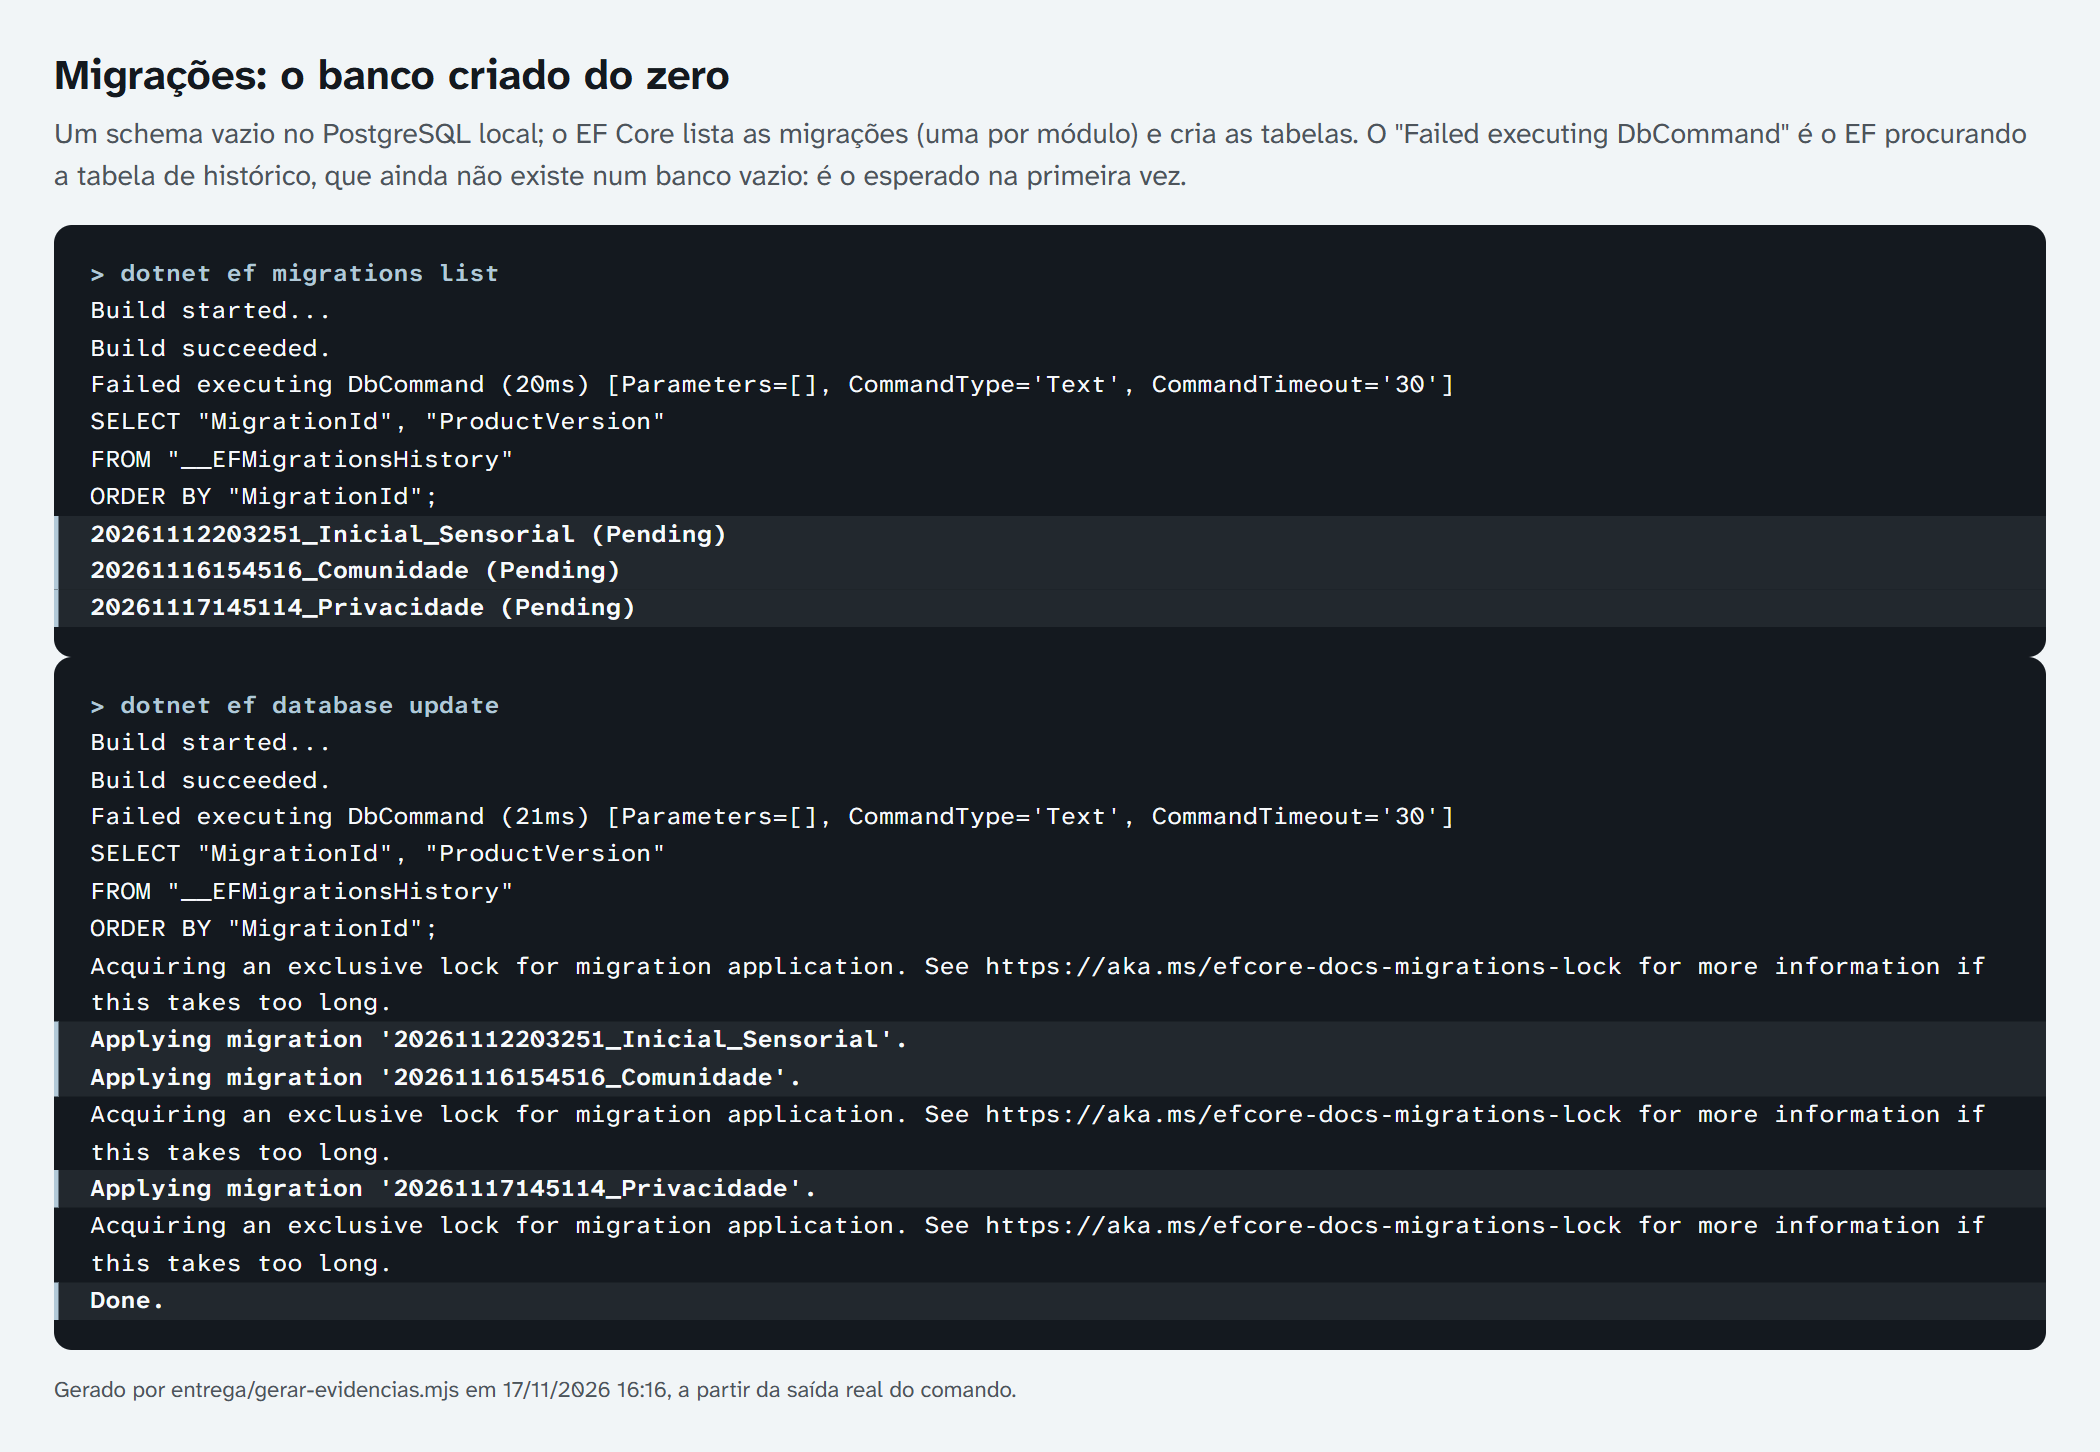 Migrações: o banco criado do zero
Um schema vazio no PostgreSQL local; o EF Core lista as migrações (uma por módulo) e cria as tabelas. O "Failed executing DbCommand" é o EF procurando
a tabela de histórico, que ainda não existe num banco vazio: é o esperado na primeira vez.
> dotnet ef migrations list
Build started...
Build succeeded.
Failed executing DbCommand (20ms) [Parameters=[], CommandType='Text', CommandTimeout='30']
SELECT "MigrationId", "ProductVersion"
FROM "__EFMigrationsHistory"
ORDER BY "MigrationId";
20261112203251_Inicial_Sensorial (Pending)
20261116154516_Comunidade (Pending)
20261117145114_Privacidade (Pending)
> dotnet ef database update
Build started...
Build succeeded.
Failed executing DbCommand (21ms) [Parameters=[], CommandType='Text', CommandTimeout='30']
SELECT "MigrationId", "ProductVersion"
FROM "__EFMigrationsHistory"
ORDER BY "MigrationId";
Acquiring an exclusive lock for migration application. See https://aka.ms/efcore-docs-migrations-lock for more information if
this takes too long.
Applying migration '20261112203251_Inicial_Sensorial'.
Applying migration '20261116154516_Comunidade'.
Acquiring an exclusive lock for migration application. See https://aka.ms/efcore-docs-migrations-lock for more information if
this takes too long.
Applying migration '20261117145114_Privacidade'.
Acquiring an exclusive lock for migration application. See https://aka.ms/efcore-docs-migrations-lock for more information if
this takes too long.
Done.
Gerado por entrega/gerar-evidencias.mjs em 17/11/2026 16:16, a partir da saída real do comando.